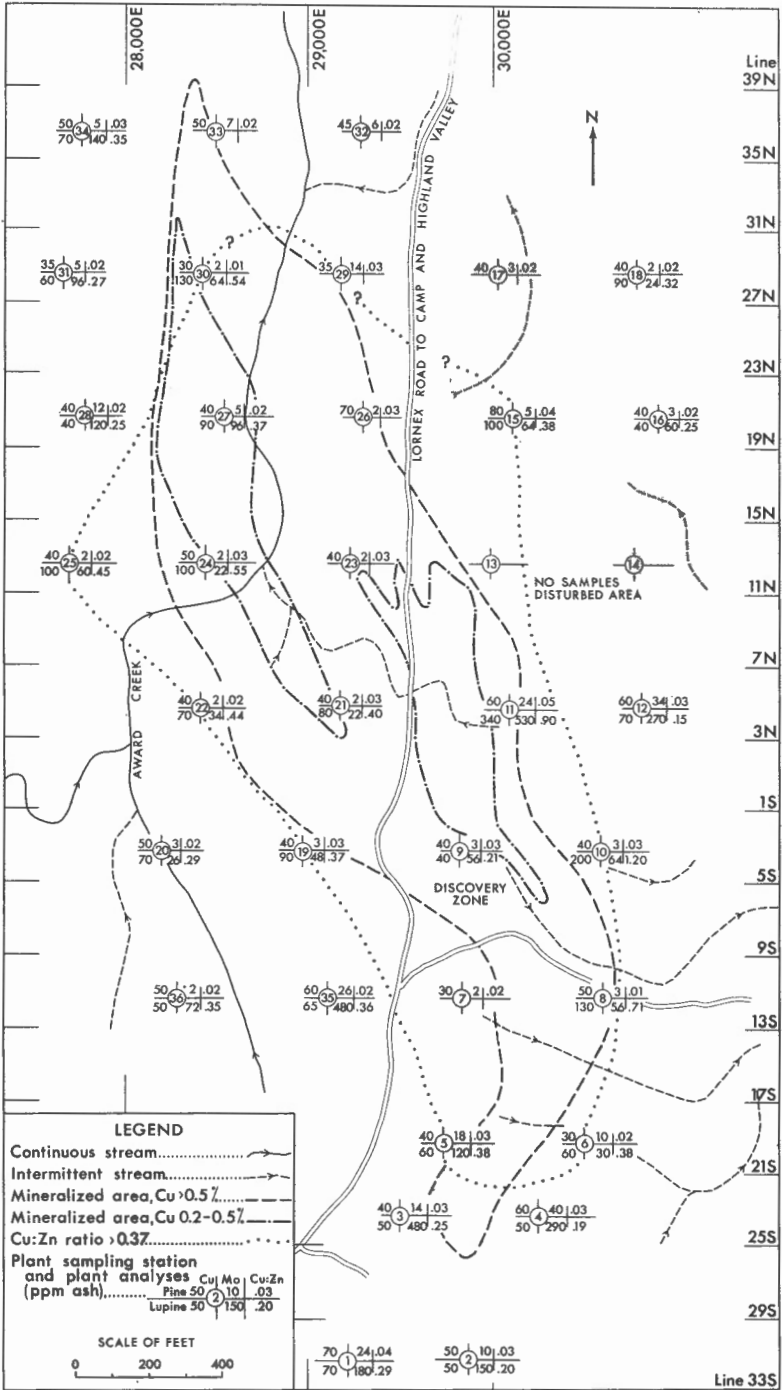 28,000E
29,000E
30,000E
Line
39N
35N
31N
27N
23N
19N
15N
11N
7N
3N
1S
5S
9S
13S
17S
21S
25S
29S
Line 33S
N
LORNEX ROAD TO CAMP AND HIGHLAND VALLEY
AWARD CREEK
50 34 5 .03
70 140 .35
50 33 7 .02
45 32 6 .02
35 31 5 .02
60 96 .27
?
30 30 2 .01
130 64 .54
35 29 14 .03
?
40 17 3 .02
40 18 2 .02
90 24 .32
?
40 28 12 .02
40 120 .25
40 27 5 .02
90 96 .37
70 26 2 .03
80 15 5 .04
100 64 .38
40 16 3 .02
40 60 .25
40 25 2 .02
100 60 .45
50 24 2 .03
100 22 .55
40 23 2 .03
13
14
NO SAMPLES
DISTURBED AREA
40 22 2 .02
70 34 .44
40 21 2 .03
80 22 .40
60 11 24 .05
340 530 .90
60 12 34 .03
70 270 .15
50 20 3 .02
70 26 .29
40 19 3 .03
90 48 .37
40 9 3 .03
40 56 .21
40 10 3 .03
200 64 1.20
DISCOVERY
ZONE
50 36 2 .02
50 72 .35
60 35 26 .02
65 480 .36
30 7 2 .02
50 8 3 .01
130 56 .71
40 5 18 .03
60 120 .38
30 6 10 .02
60 30 .38
40 3 14 .03
50 480 .25
60 4 40 .03
50 290 .19
70 1 24 .04
70 180 .29
50 2 10 .03
50 150 .20
LEGEND
Continuous stream
Intermittent stream
Mineralized area, Cu >0.5%
Mineralized area, Cu 0.2-0.5%
Cu:Zn ratio >0.37
Plant sampling station
and plant analyses Cu Mo Cu:Zn
(ppm ash) Pine 50 2 10 .03
Lupine 50 150 .20
SCALE OF FEET
0 200 400